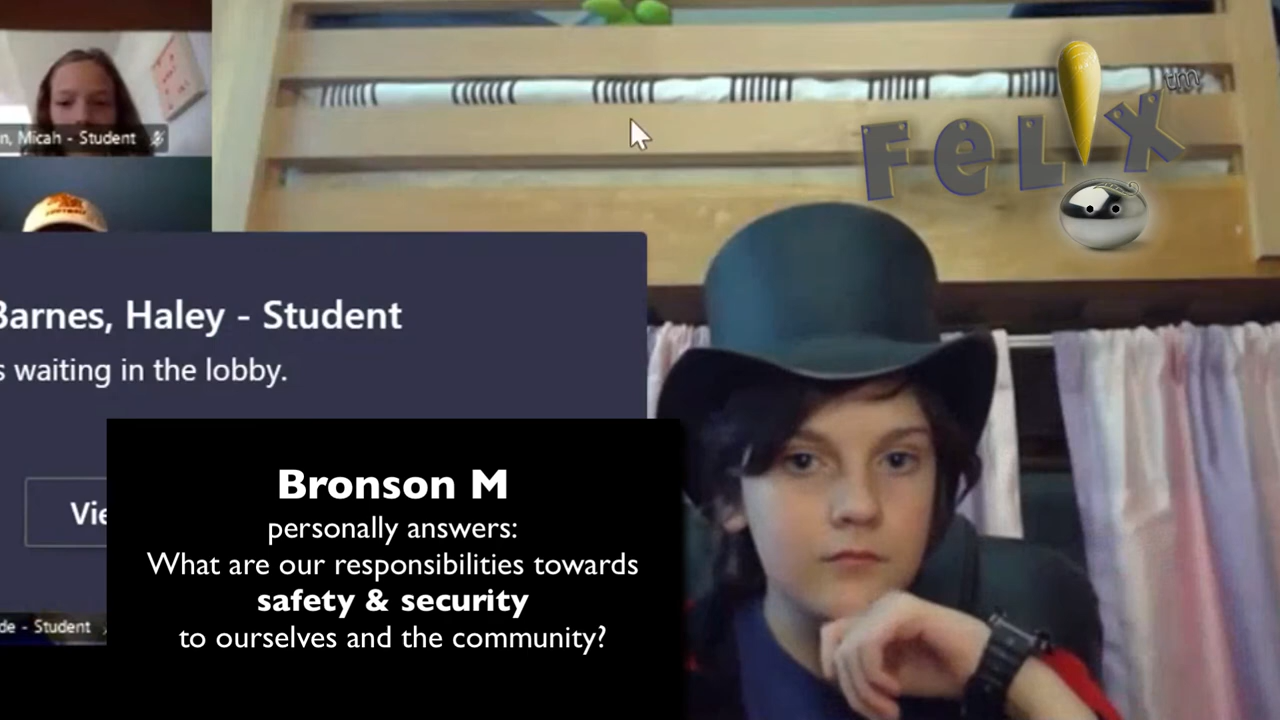 n, Micah - Student
FeL!X tm
Barnes, Haley - Student
s waiting in the lobby.
Vie
Bronson M
personally answers:
What are our responsibilities towards
safety & security
to ourselves and the community?
de - Student